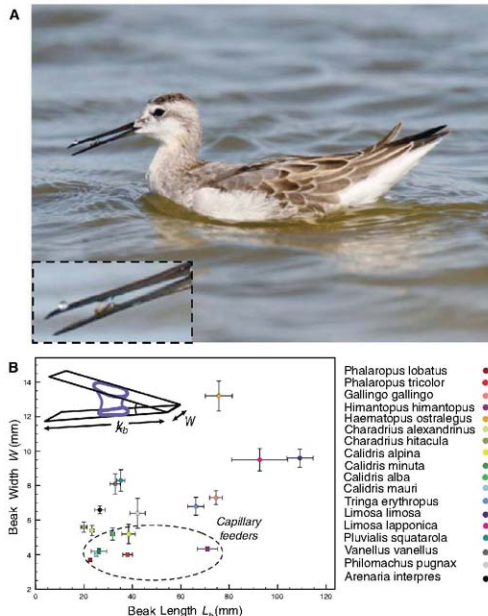 A
B
Beak Width W (mm)
14
12
10
8
6
4
0
20
40
60
80
100
120
Beak Length Lb(mm)
W
Capillary
feeders
Phalaropus lobatus
Phalaropus tricolor
Gallingo gallingo
Himantopus himantopus
Haematopus ostralegus
Charadrius alexandrinus
Charadrius hitacula
Calidris alpina
Calidris minuta
Calidris alba
Calidris mauri
Tringa erythropus
Limosa limosa
Limosa lapponica
Pluvialis squatarola
Vanellus vanellus
Philomachus pugnax
Arenaria interpres